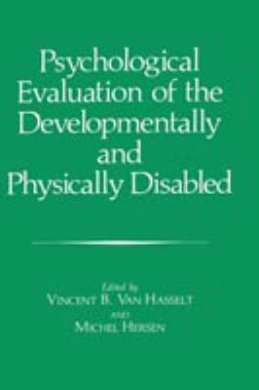 Psychological
Evaluation of the
Developmentally
and
Physically Disabled
Edited by
VINCENT B. VAN HASSELT
AND
MICHEL HERSEN